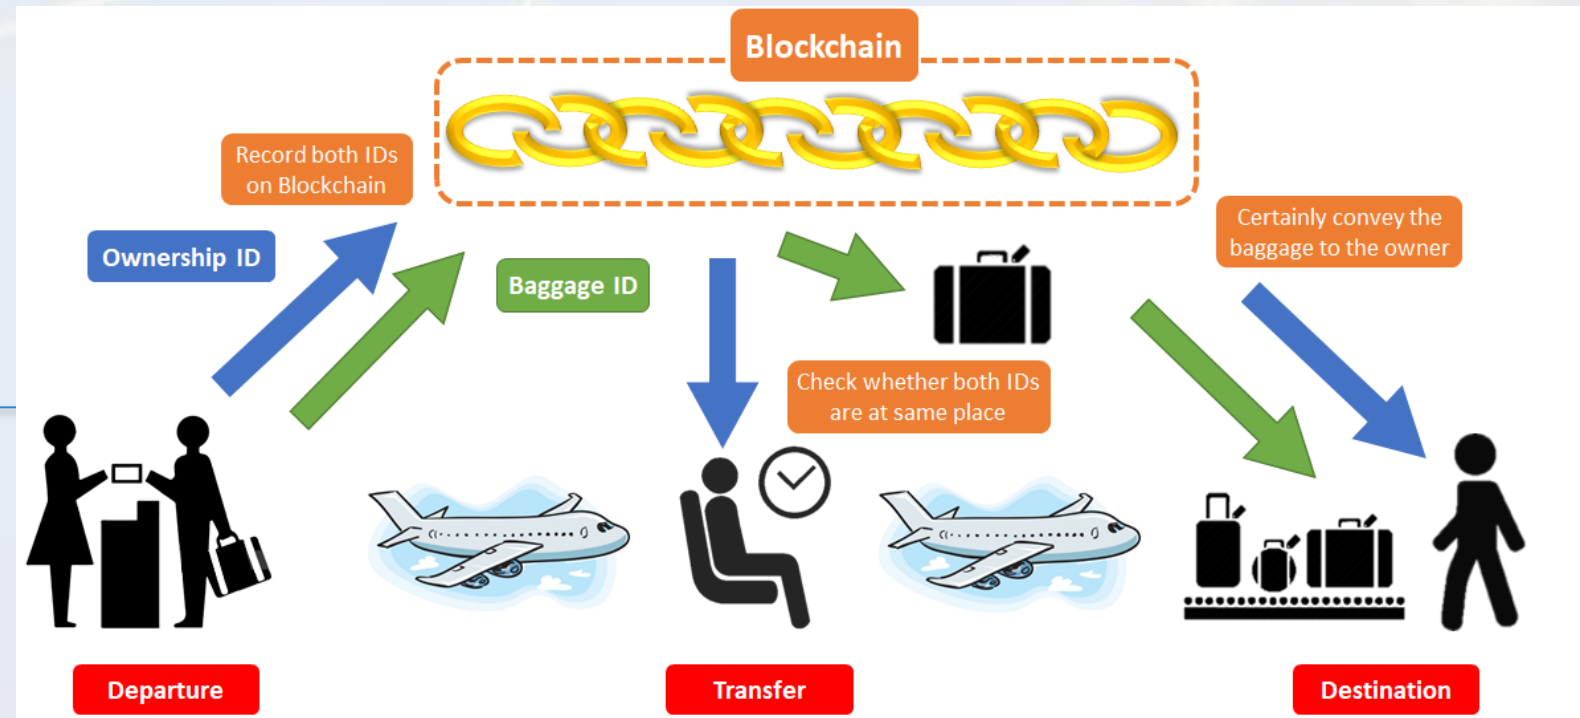 Blockchain
Record both IDs
on Blockchain
Ownership ID
Baggage ID
Certainly convey the
baggage to the owner
Check whether both IDs
are at same place
Departure
Transfer
Destination